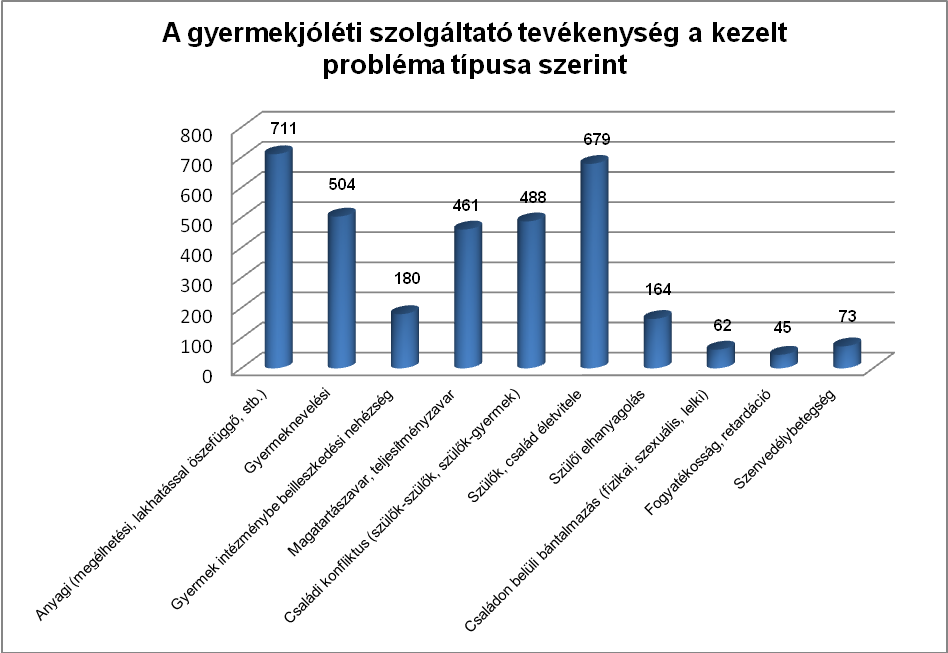 A gyermekjóléti szolgáltató tevékenység a kezelt
probléma típusa szerint
800
700
600
500
400
300
200
100
0
711
504
180
461
488
679
164
62
45
73
Anyagi (megélhetési, lakhatással öszefüggő, stb.)
Gyermeknevelési
Gyermek intézménybe beilleszkedési nehézség
Magatartászavar, teljesítményzavar
Családi konfliktus (szülők-szülők, szülők-gyermek)
Szülők, család életvitele
Szülői elhanyagolás
Családon belüli bántalmazás (fizikai, szexuális, lelki)
Fogyatékosság, retardáció
Szenvedélybetegség